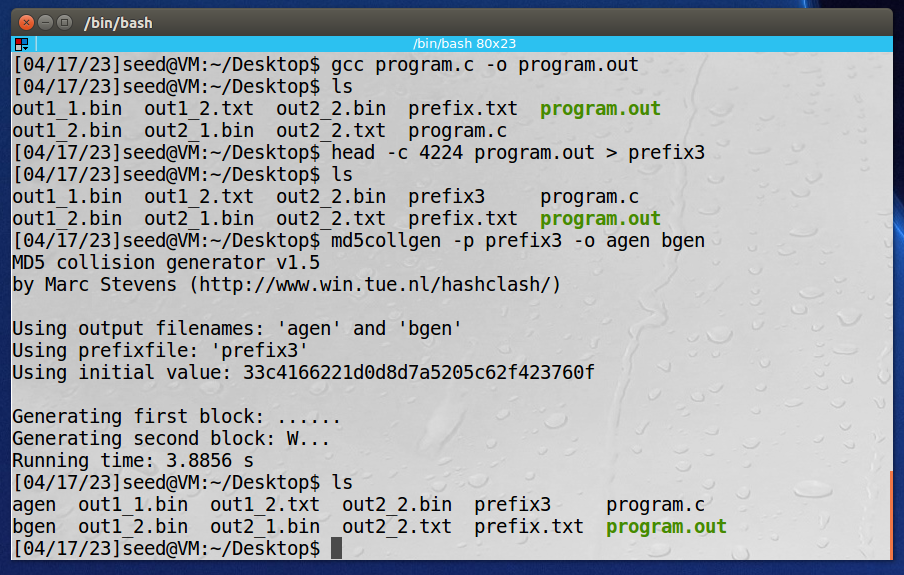 /bin/bash
/bin/bash 80x23
[04/17/23]seed@VM:~/Desktop$ gcc program.c -o program.out
[04/17/23]seed@VM:~/Desktop$ ls
out1_1.bin  out1_2.txt  out2_2.bin  prefix.txt  program.out
out1_2.bin  out2_1.bin  out2_2.txt  program.c
[04/17/23]seed@VM:~/Desktop$ head -c 4224 program.out > prefix3
[04/17/23]seed@VM:~/Desktop$ ls
out1_1.bin  out1_2.txt  out2_2.bin  prefix3     program.c
out1_2.bin  out2_1.bin  out2_2.txt  prefix.txt  program.out
[04/17/23]seed@VM:~/Desktop$ md5collgen -p prefix3 -o agen bgen
MD5 collision generator v1.5
by Marc Stevens (http://www.win.tue.nl/hashclash/)
Using output filenames: 'agen' and 'bgen'
Using prefixfile: 'prefix3'
Using initial value: 33c4166221d0d8d7a5205c62f423760f
Generating first block: ......
Generating second block: W...
Running time: 3.8856 s
[04/17/23]seed@VM:~/Desktop$ ls
agen  out1_1.bin  out1_2.txt  out2_2.bin  prefix3     program.c
bgen  out1_2.bin  out2_1.bin  out2_2.txt  prefix.txt  program.out
[04/17/23]seed@VM:~/Desktop$